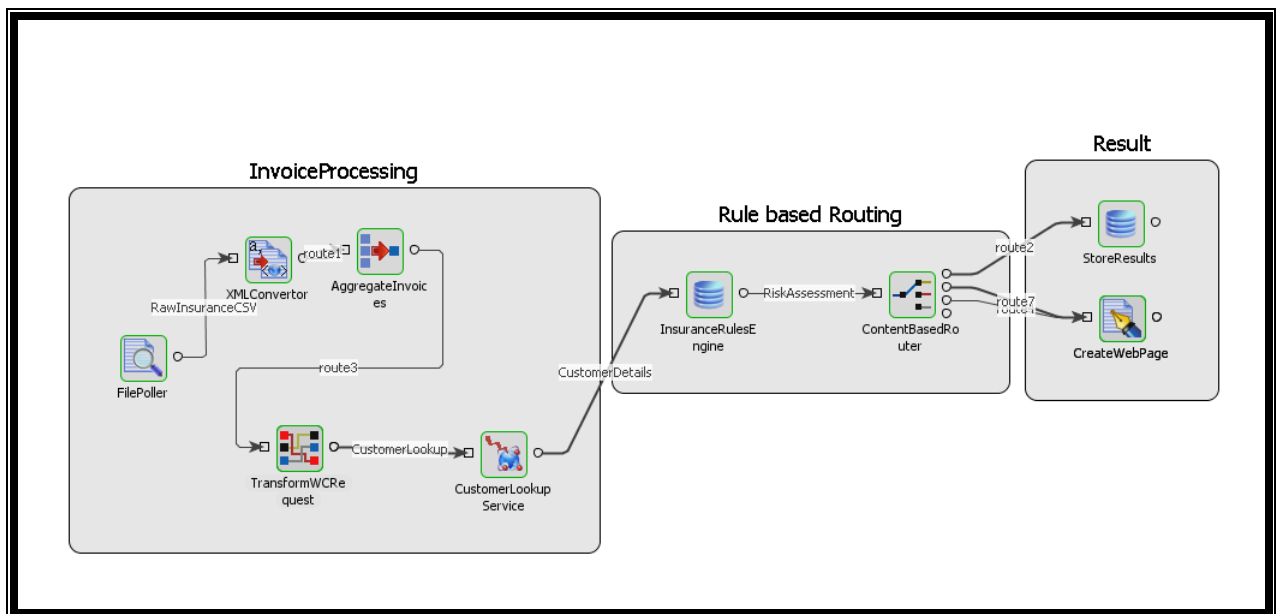 InvoiceProcessing
a,
XMLConvertor
route1
AggregateInvoic
es
RawInsuranceCSV
FilePoller
route3
TransformWCRe
quest
CustomerLookup
CustomerLookup
Service
CustomerDetails
Rule based Routing
InsuranceRulesE
ngine
RiskAssessment
ContentBasedRo
uter
Result
route2
StoreResults
route7
CreateWebPage